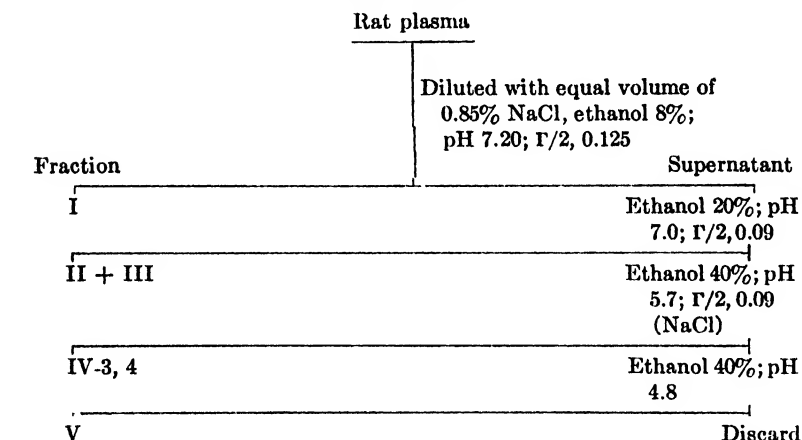 Rat plasma
Diluted with equal volume of
0.85% NaCl, ethanol 8%;
pH 7.20; Γ/2, 0.125
Fraction Supernatant
I Ethanol 20%; pH
7.0; Γ/2, 0.09
II + III Ethanol 40%; pH
5.7; Γ/2, 0.09
(NaCl)
IV-3, 4 Ethanol 40%; pH
4.8
V Discard